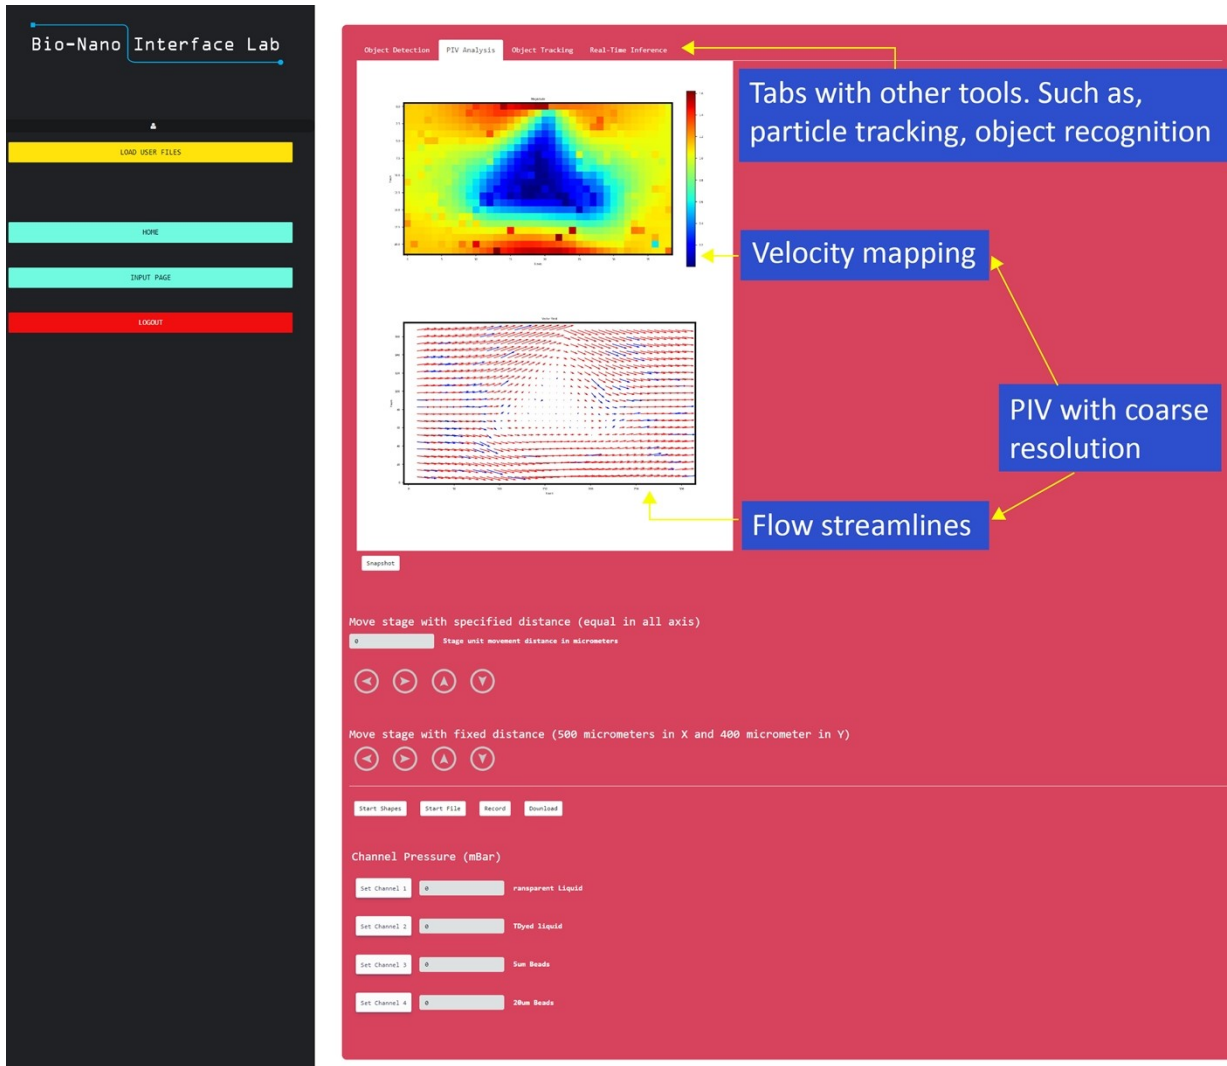 Bio-Nano Interface Lab
LOAD USER FILES
HOME
INPUT PAGE
LOGOUT
Object Detection
PIV Analysis
Object Tracking
Real-Time Inference
Tabs with other tools. Such as,
particle tracking, object recognition
Velocity mapping
PIV with coarse
resolution
Flow streamlines
Snapshot
Move stage with specified distance (equal in all axis)
0
Stage unit movement distance in micrometers
Move stage with fixed distance (500 micrometers in X and 400 micrometer in Y)
Start Shapes
Start File
Record
Download
Channel Pressure (mBar)
Set Channel 1
0
ransparent Liquid
Set Channel 2
0
TDyed liquid
Set Channel 3
0
5um Beads
Set Channel 4
0
20um Beads